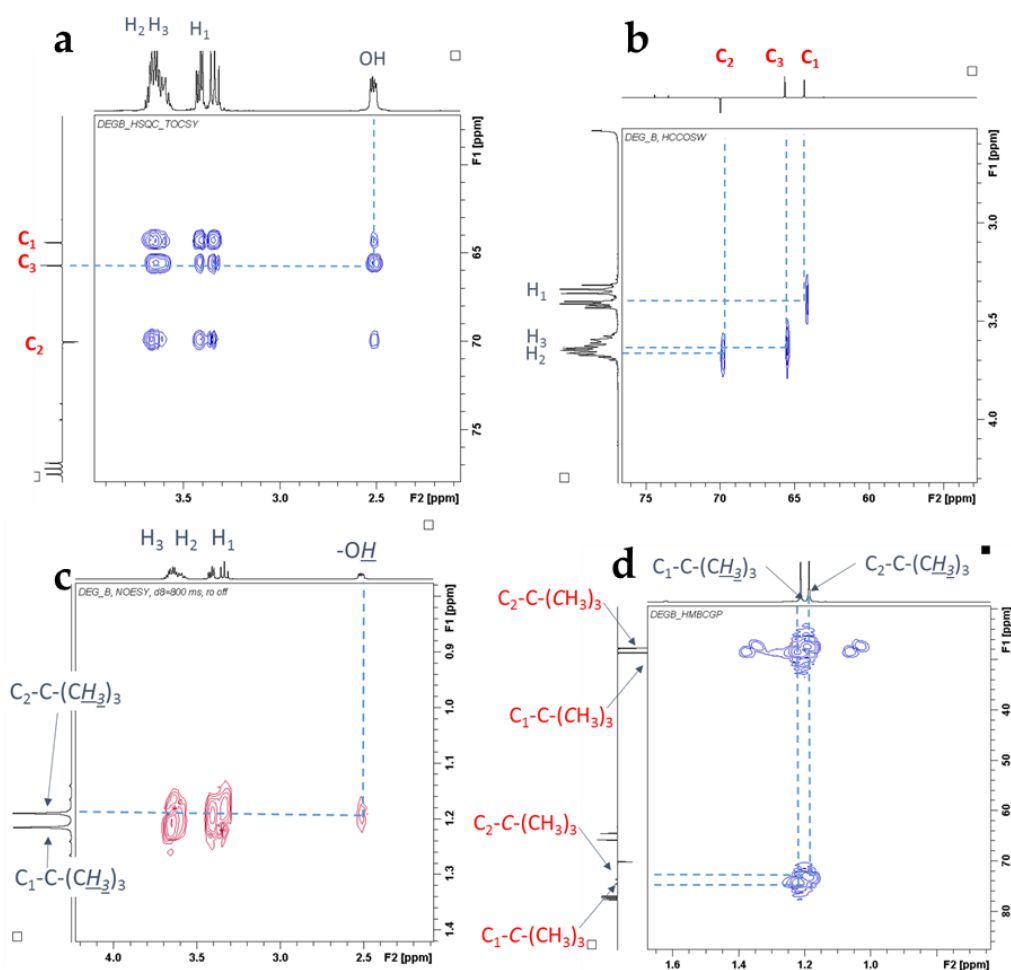 a
H₂ H₃ H₁ OH
DEGB_HSQC_TOCSY
C₁
C₃
C₂
65
70
75
F1 [ppm]
3.5 3.0 2.5 F2 [ppm]
b
C₂ C₃ C₁
DEG_B, HCCOSW
H₁
H₃
H₂
3.0
3.5
4.0
F1 [ppm]
75 70 64 60 F2 [ppm]
c
H₃ H₂ H₁ -OH
DEG_B, NOESY, d8=800 ms, ro off
C₂-C-(CH₃)₃
C₁-C-(CH₃)₃
F1 [ppm]
0.9
1.0
1.1
1.2
1.3
1.4
4.0 3.5 3.0 2.5 F2 [ppm]
d
C₁-C-(CH₃)₃ C₂-C-(CH₃)₃
DEGB_HMBCGP
C₂-C-(CH₃)₃
C₁-C-(CH₃)₃
C₂-C-(CH₃)₃
C₁-C-(CH₃)₃
F1 [ppm]
40
50
60
70
80
1.6 1.4 1.2 1.0 F2 [ppm]